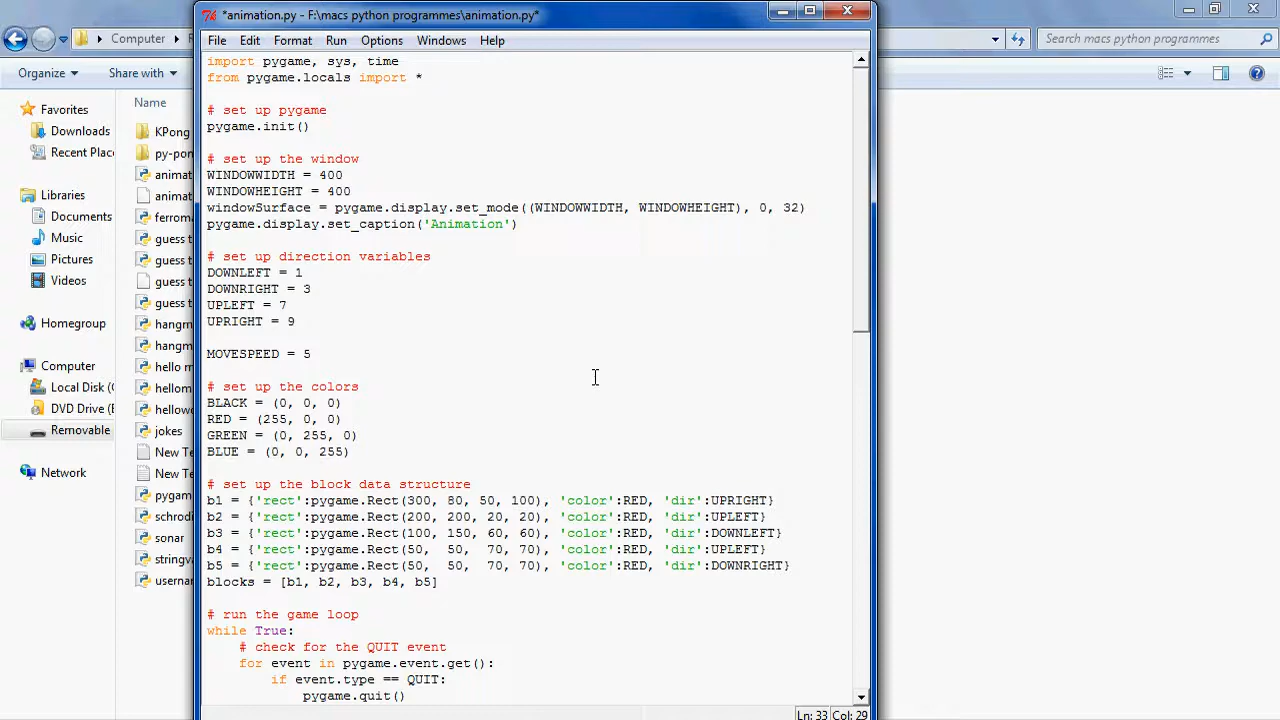 *animation.py - F:\macs python programmes\animation.py*
Computer
Search macs python programmes
File Edit Format Run Options Windows Help
Organize
Share with
Name
Favorites
Downloads
Recent Plac
Libraries
Documents
Music
Pictures
Videos
Homegroup
Computer
Local Disk (
DVD Drive (
Removable
Network
KPong
py-pon
animat
animat
ferroma
guess t
guess t
guess t
guess t
hangm
hangm
hello m
hellom
hellow
jokes
New Te
New Te
pygam
schrodi
sonar
stringva
usernar
import pygame, sys, time
from pygame.locals import *
# set up pygame
pygame.init()
# set up the window
WINDOWWIDTH = 400
WINDOWHEIGHT = 400
windowSurface = pygame.display.set_mode((WINDOWWIDTH, WINDOWHEIGHT), 0, 32)
pygame.display.set_caption('Animation')
# set up direction variables
DOWNLEFT = 1
DOWNRIGHT = 3
UPLEFT = 7
UPRIGHT = 9
MOVESPEED = 5
# set up the colors
BLACK = (0, 0, 0)
RED = (255, 0, 0)
GREEN = (0, 255, 0)
BLUE = (0, 0, 255)
# set up the block data structure
b1 = {'rect':pygame.Rect(300, 80, 50, 100), 'color':RED, 'dir':UPRIGHT}
b2 = {'rect':pygame.Rect(200, 200, 20, 20), 'color':RED, 'dir':UPLEFT}
b3 = {'rect':pygame.Rect(100, 150, 60, 60), 'color':RED, 'dir':DOWNLEFT}
b4 = {'rect':pygame.Rect(50,  50,  70, 70), 'color':RED, 'dir':UPLEFT}
b5 = {'rect':pygame.Rect(50,  50,  70, 70), 'color':RED, 'dir':DOWNRIGHT}
blocks = [b1, b2, b3, b4, b5]
# run the game loop
while True:
    # check for the QUIT event
    for event in pygame.event.get():
        if event.type == QUIT:
            pygame.quit()
Ln: 33 Col: 29